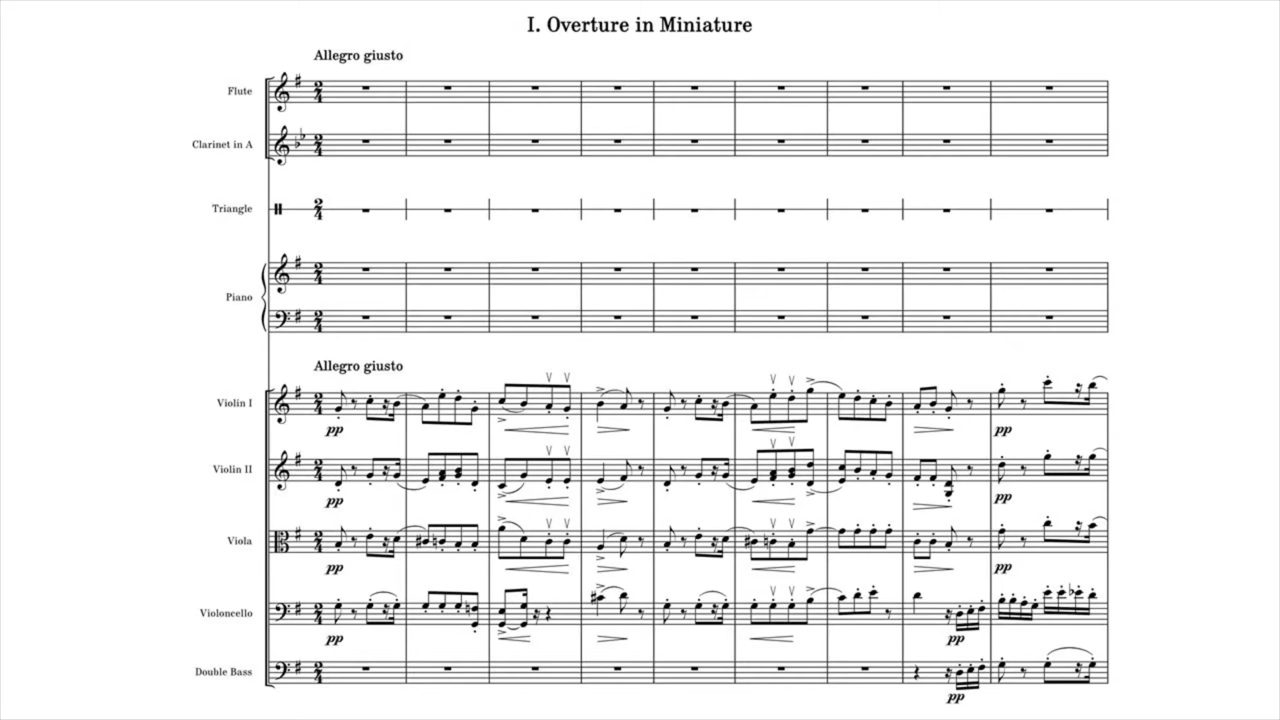 I. Overture in Miniature
Allegro giusto
Flute
Clarinet in A
Triangle
Piano
Allegro giusto
Violin I
pp
pp
Violin II
pp
pp
Viola
pp
pp
Violoncello
pp
pp
Double Bass
pp